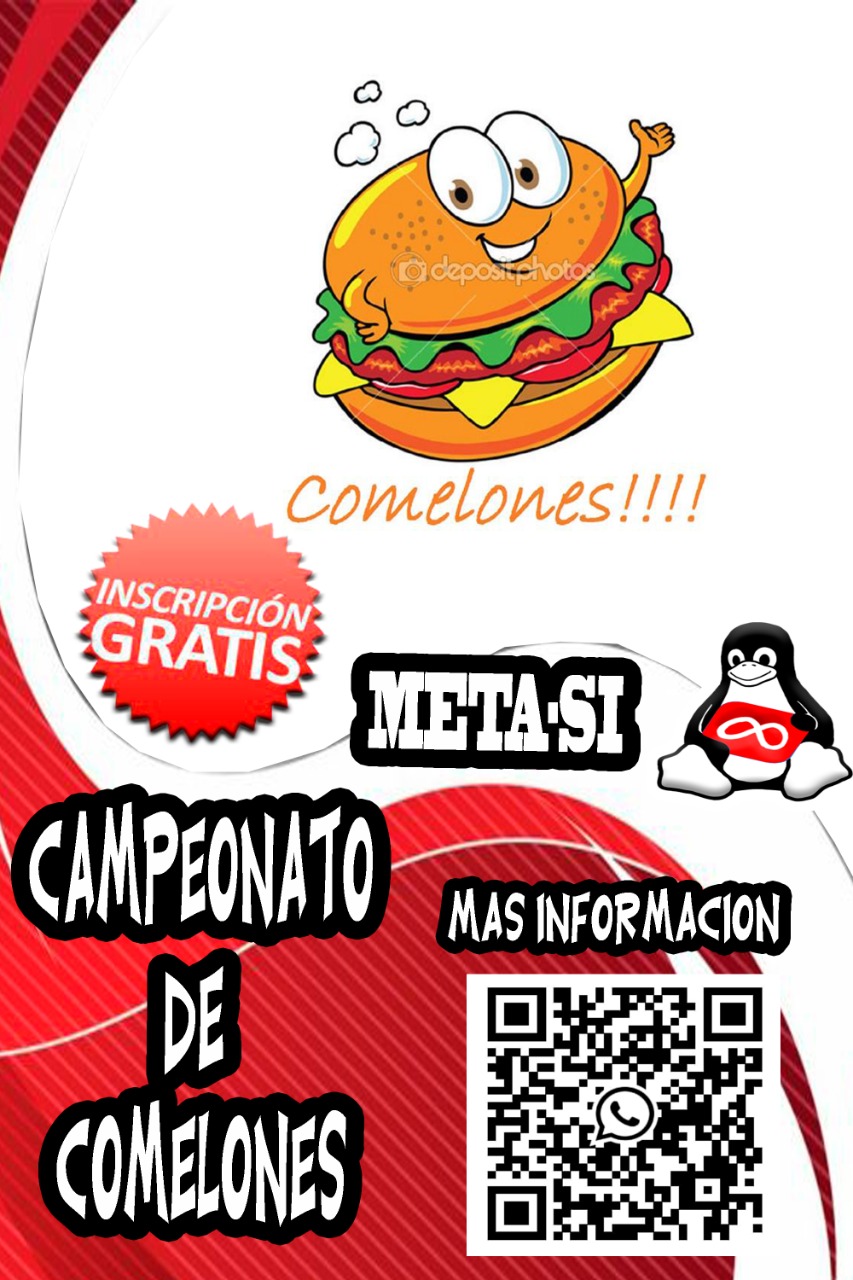 depositphotos
Comelones!!!!
INSCRIPCIÓN
GRATIS
META-SI
CAMPEONATO
DE
COMELONES
MAS INFORMACION